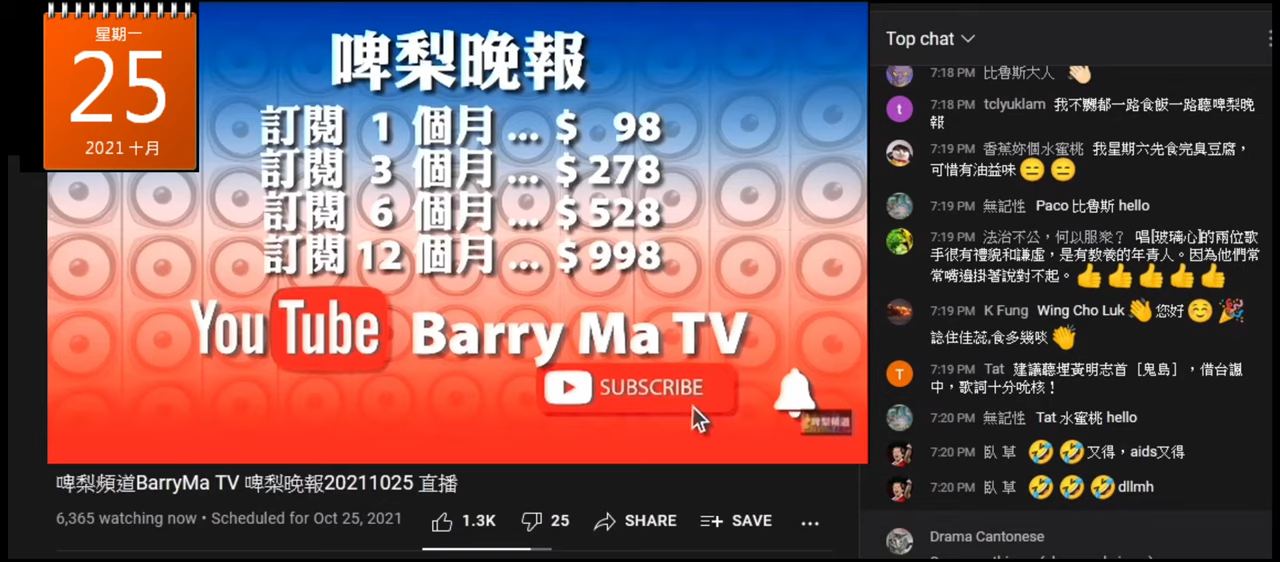 星期一
25
2021 十月
啤梨晚報
訂閱 1 個月 ... $ 98
訂閱 3 個月 ... $ 278
訂閱 6 個月 ... $ 528
訂閱 12 個月 ... $ 998
YouTube Barry Ma TV
SUBSCRIBE
啤梨頻道
啤梨頻道BarryMa TV 啤梨晚報20211025 直播
6,365 watching now • Scheduled for Oct 25, 2021
1.3K 25 SHARE SAVE ...
Top chat
7:18 PM 比魯斯大人 👋
t 7:18 PM tclyuklam 我不嬲都一路食飯一路聽啤梨晚
報
7:19 PM 香蕉妳個水蜜桃 我星期六先食完臭豆腐，
可惜有油益味😑😑
7:19 PM 無記性 Paco 比魯斯 hello
7:19 PM 法治不公，何以服眾？ 唱[玻璃心]的兩位歌
手很有禮貌和謙虛，是有教養的年青人。因為他們常
常嘴邊掛著說對不起。👍👍👍👍👍
7:19 PM K Fung Wing Cho Luk👋您好☺️🎉
諗住佳蕊,食多幾啖👏
T 7:19 PM Tat 建議聽埋黃明志首［鬼島］，借台諷
中，歌詞十分吮核！
7:20 PM 無記性 Tat 水蜜桃 hello
7:20 PM 臥 草 🤣🤣又得，aids又得
7:20 PM 臥 草 🤣🤣🤣dllmh
Drama Cantonese